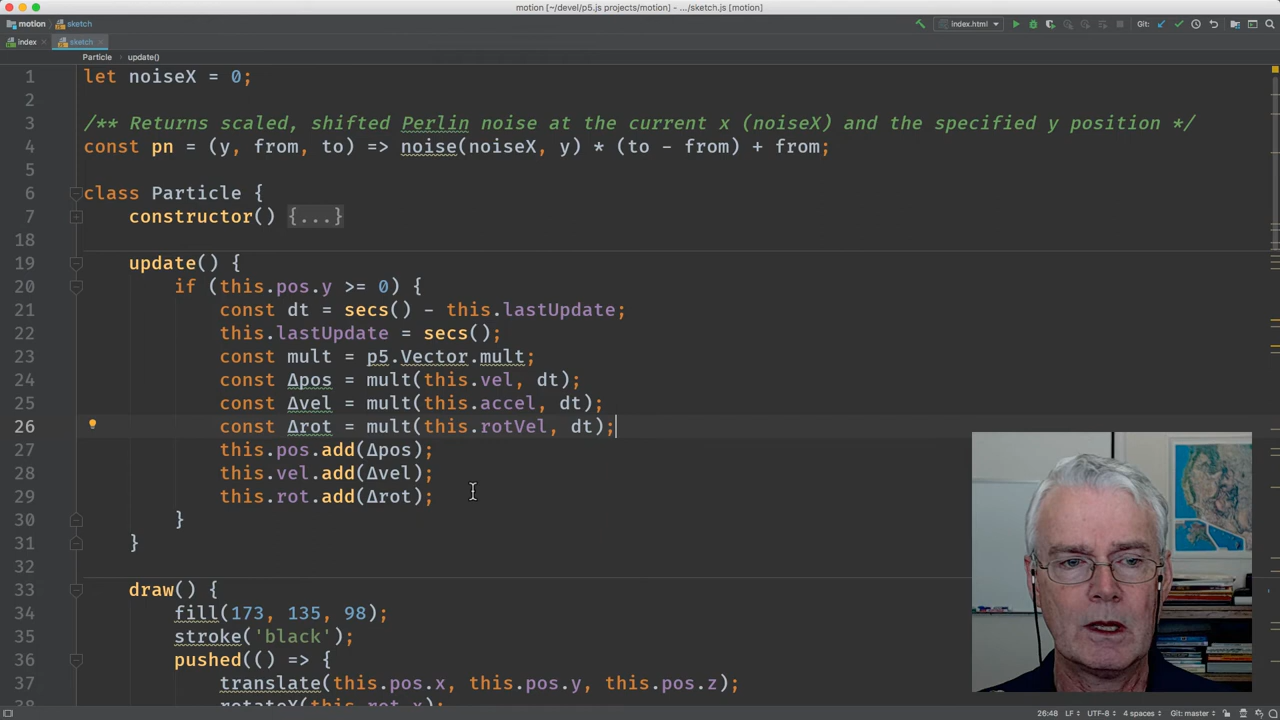 motion [~/devel/p5.js projects/motion] - .../sketch.js [motion]
motion sketch index.html Git:
index sketch
Particle update()
1 let noiseX = 0;
2
3 /** Returns scaled, shifted Perlin noise at the current x (noiseX) and the specified y position */
4 const pn = (y, from, to) => noise(noiseX, y) * (to - from) + from;
5
6 class Particle {
7 constructor() {...}
18
19 update() {
20 if (this.pos.y >= 0) {
21 const dt = secs() - this.lastUpdate;
22 this.lastUpdate = secs();
23 const mult = p5.Vector.mult;
24 const Δpos = mult(this.vel, dt);
25 const Δvel = mult(this.accel, dt);
26 const Δrot = mult(this.rotVel, dt);
27 this.pos.add(Δpos);
28 this.vel.add(Δvel);
29 this.rot.add(Δrot);
30 }
31 }
32
33 draw() {
34 fill(173, 135, 98);
35 stroke('black');
36 pushed(() => {
37 translate(this.pos.x, this.pos.y, this.pos.z);
rotateX(this.rot.x);
26:48 LF UTF-8 4 spaces Git: master